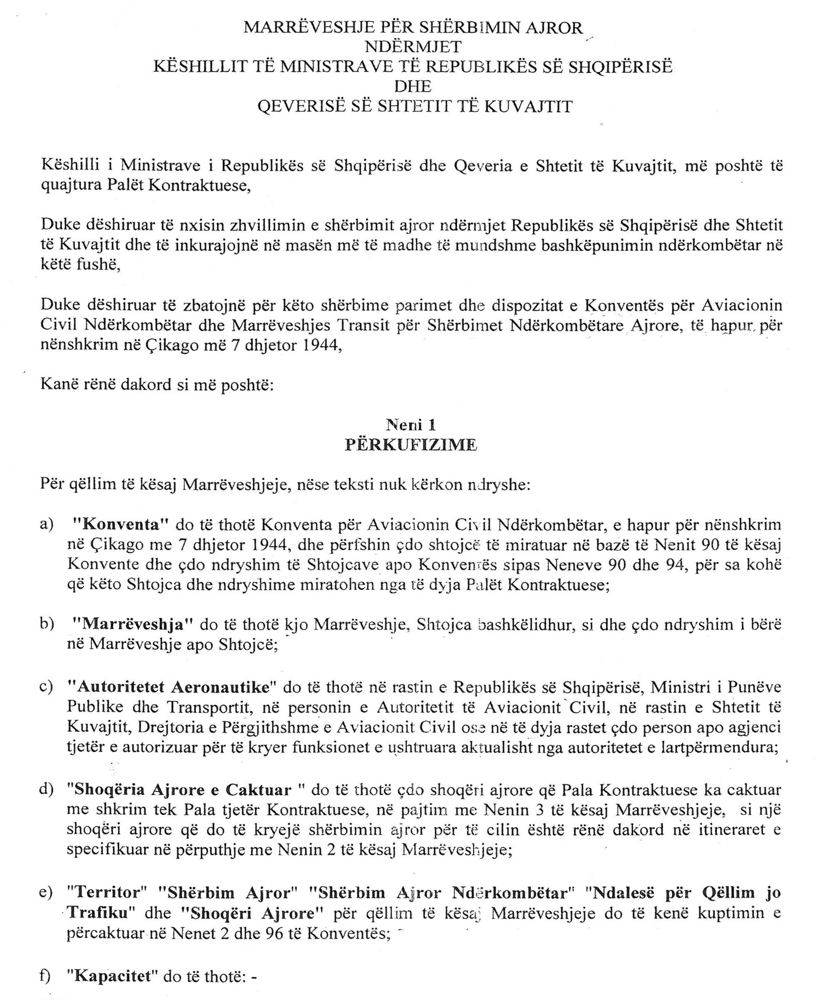 MARRËVESHJE PËR SHËRBIMIN AJROR
NDËRMJET
KËSHILLIT TË MINISTRAVE TË REPUBLIKËS SË SHQIPËRISË
DHE
QEVERISË SË SHTETIT TË KUVAJTIT
Këshilli i Ministrave i Republikës së Shqipërisë dhe Qeveria e Shtetit të Kuvajtit, më poshtë të
quajtura Palët Kontraktuese,
Duke dëshiruar të nxisin zhvillimin e shërbimit ajror ndërmjet Republikës së Shqipërisë dhe Shtetit
të Kuvajtit dhe të inkurajojnë në masën më të madhe të mundshme bashkëpunimin ndërkombëtar në
këtë fushë,
Duke dëshiruar të zbatojnë për këto shërbime parimet dhe dispozitat e Konventës për Aviacionin
Civil Ndërkombëtar dhe Marrëveshjes Transit për Shërbimet Ndërkombëtare Ajrore, të hapur për
nënshkrim në Çikago më 7 dhjetor 1944,
Kanë rënë dakord si më poshtë:
Neni 1
PËRKUFIZIME
Për qëllim të kësaj Marrëveshjeje, nëse teksti nuk kërkon ndryshe:
a) "Konventa" do të thotë Konventa për Aviacionin Civil Ndërkombëtar, e hapur për nënshkrim
në Çikago me 7 dhjetor 1944, dhe përfshin çdo shtojcë të miratuar në bazë të Nenit 90 të kësaj
Konvente dhe çdo ndryshim të Shtojcave apo Konventës sipas Neneve 90 dhe 94, për sa kohë
që këto Shtojca dhe ndryshime miratohen nga të dyja Palët Kontraktuese;
b) "Marrëveshja" do të thotë kjo Marrëveshje, Shtojca bashkëlidhur, si dhe çdo ndryshim i bërë
në Marrëveshje apo Shtojcë;
c) "Autoritetet Aeronautike" do të thotë në rastin e Republikës së Shqipërisë, Ministri i Punëve
Publike dhe Transportit, në personin e Autoritetit të Aviacionit Civil, në rastin e Shtetit të
Kuvajtit, Drejtoria e Përgjithshme e Aviacionit Civil ose në të dyja rastet çdo person apo agjenci
tjetër e autorizuar për të kryer funksionet e ushtruara aktualisht nga autoritetet e lartpërmendura;
d) "Shoqëria Ajrore e Caktuar " do të thotë çdo shoqëri ajrore që Pala Kontraktuese ka caktuar
me shkrim tek Pala tjetër Kontraktuese, në pajtim me Nenin 3 të kësaj Marrëveshjeje, si një
shoqëri ajrore që do të kryejë shërbimin ajror për të cilin është rënë dakord në itineraret e
specifikuar në përputhje me Nenin 2 të kësaj Marrëveshjeje;
e) "Territor" "Shërbim Ajror" "Shërbim Ajror Ndërkombëtar" "Ndalesë për Qëllim jo
Trafiku" dhe "Shoqëri Ajrore" për qëllim të kësaj Marrëveshjeje do të kenë kuptimin e
përcaktuar në Nenet 2 dhe 96 të Konventës;
f) "Kapacitet" do të thotë: -